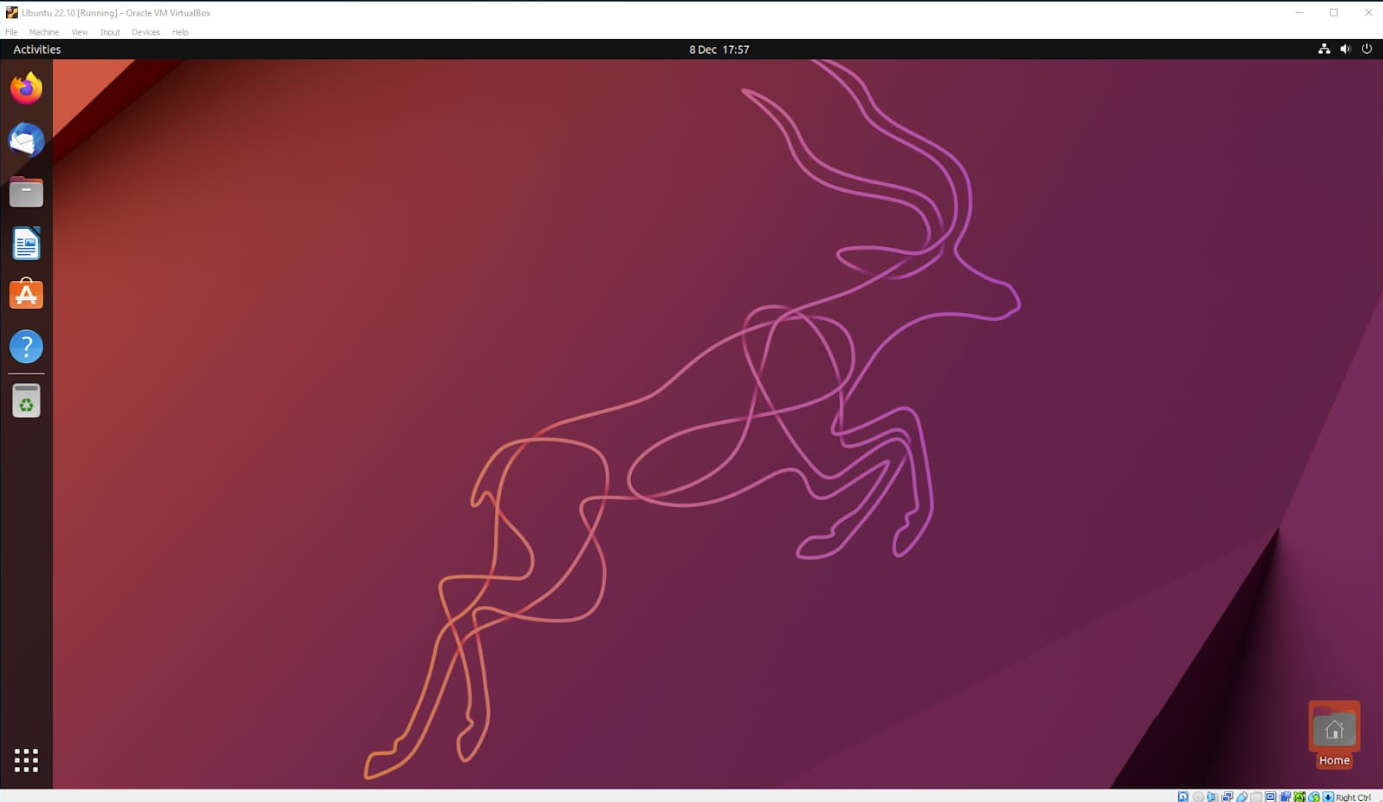 Ubuntu 22.10 [Running] - Oracle VM VirtualBox
File Machine View Input Devices Help
Activities 8 Dec 17:57
?
Home
Right Ctrl